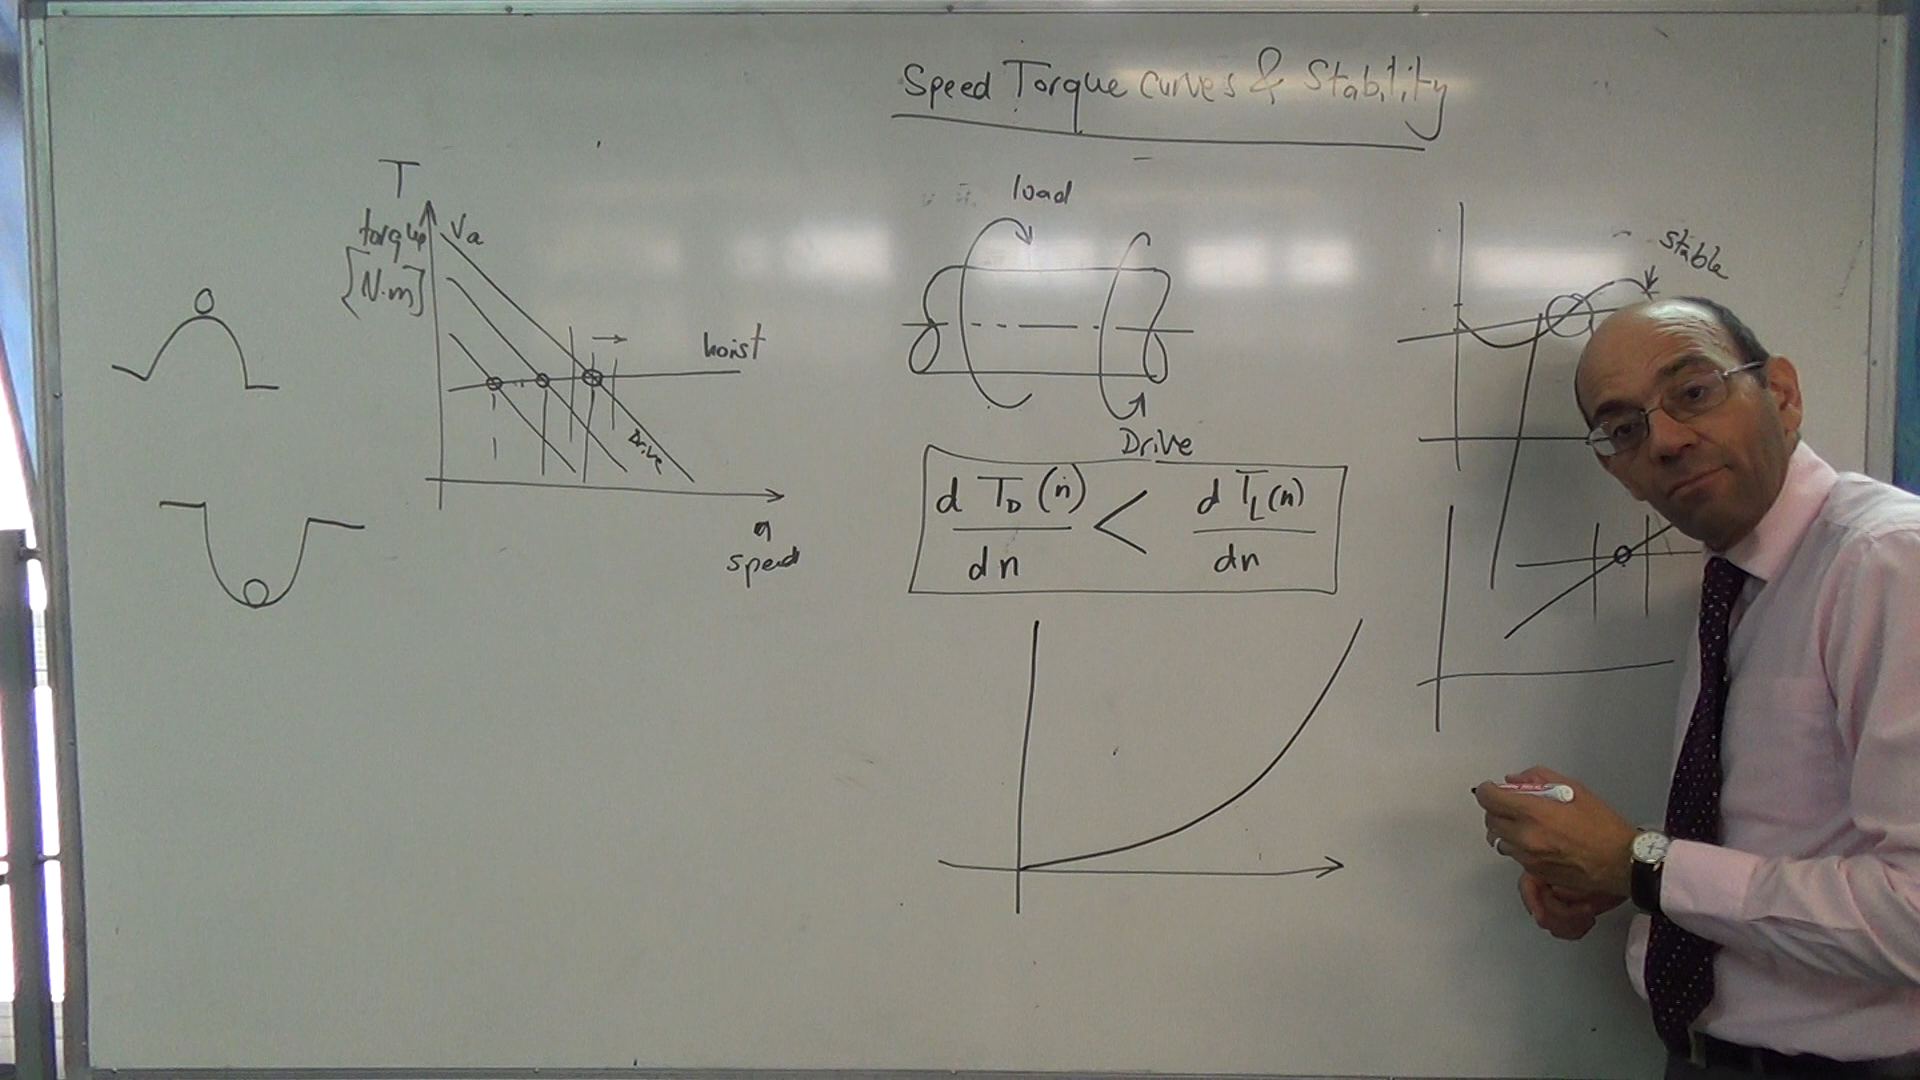 Speed Torque curves & Stability
T
torque
[N.m]
Va
hoist
Drive
speed
load
Drive
d T_D (n) / dn < d T_L (n) / dn
stable